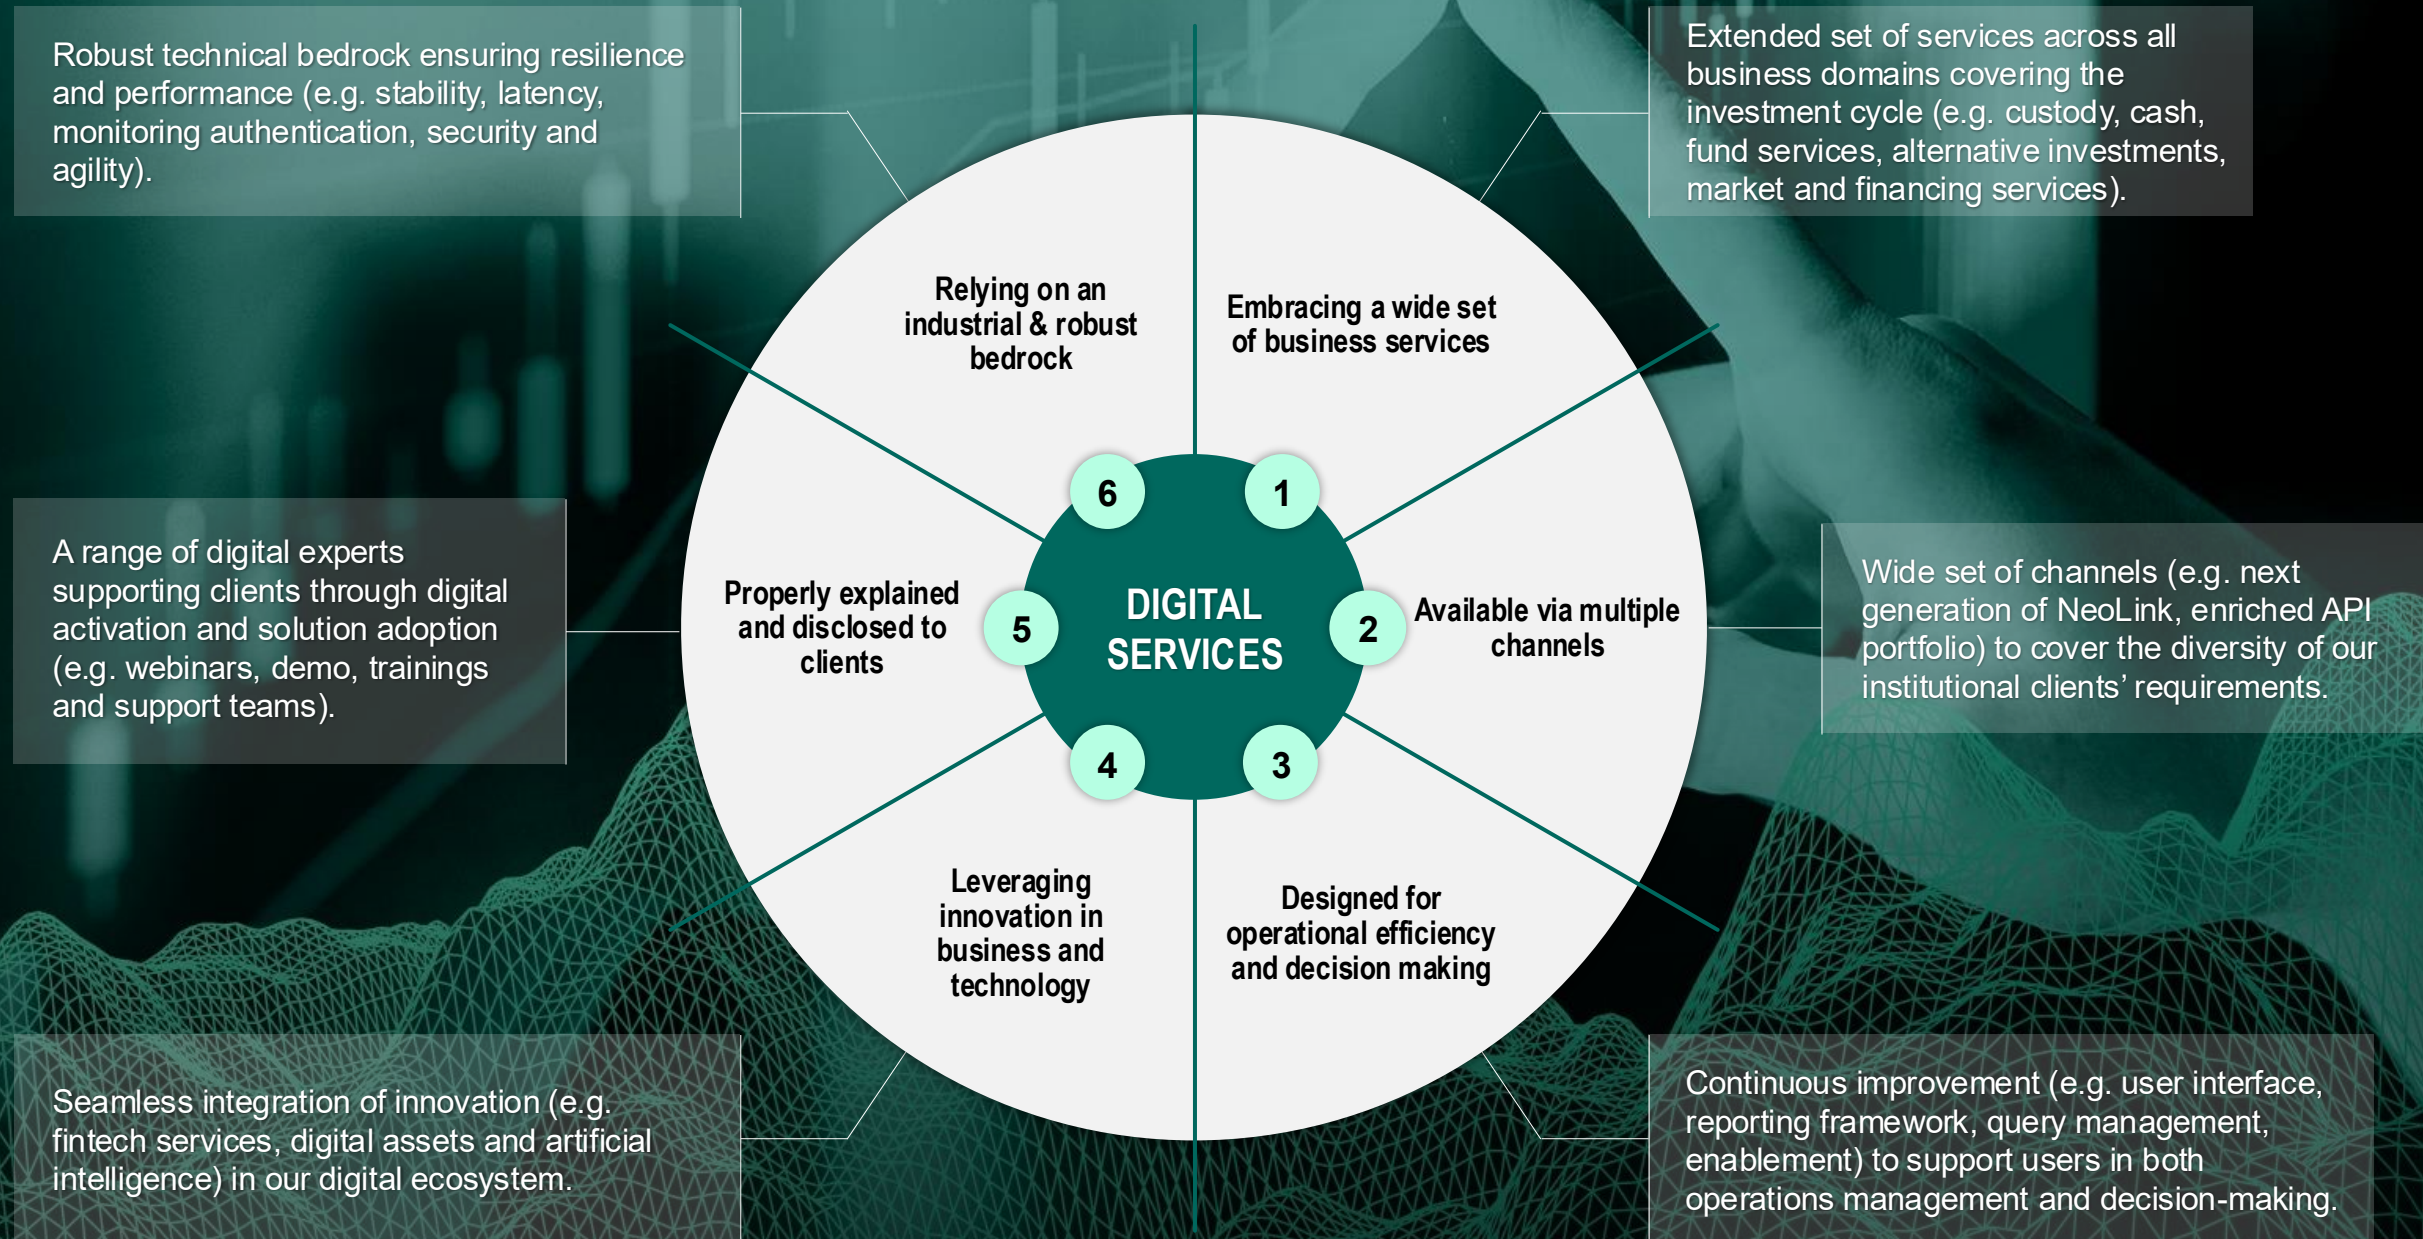 Robust technical bedrock ensuring resilience
and performance (e.g. stability, latency,
monitoring authentication, security and
agility).
Extended set of services across all
business domains covering the
investment cycle (e.g. custody, cash,
fund services, alternative investments,
market and financing services).
Relying on an
industrial & robust
bedrock
Embracing a wide set
of business services
6
1
A range of digital experts
supporting clients through digital
activation and solution adoption
(e.g. webinars, demo, trainings
and support teams).
Properly explained
and disclosed to
clients
5
DIGITAL
SERVICES
2
Available via multiple
channels
Wide set of channels (e.g. next
generation of NeoLink, enriched API
portfolio) to cover the diversity of our
institutional clients’ requirements.
4
3
Leveraging
innovation in
business and
technology
Designed for
operational efficiency
and decision making
Seamless integration of innovation (e.g.
fintech services, digital assets and artificial
intelligence) in our digital ecosystem.
Continuous improvement (e.g. user interface,
reporting framework, query management,
enablement) to support users in both
operations management and decision-making.